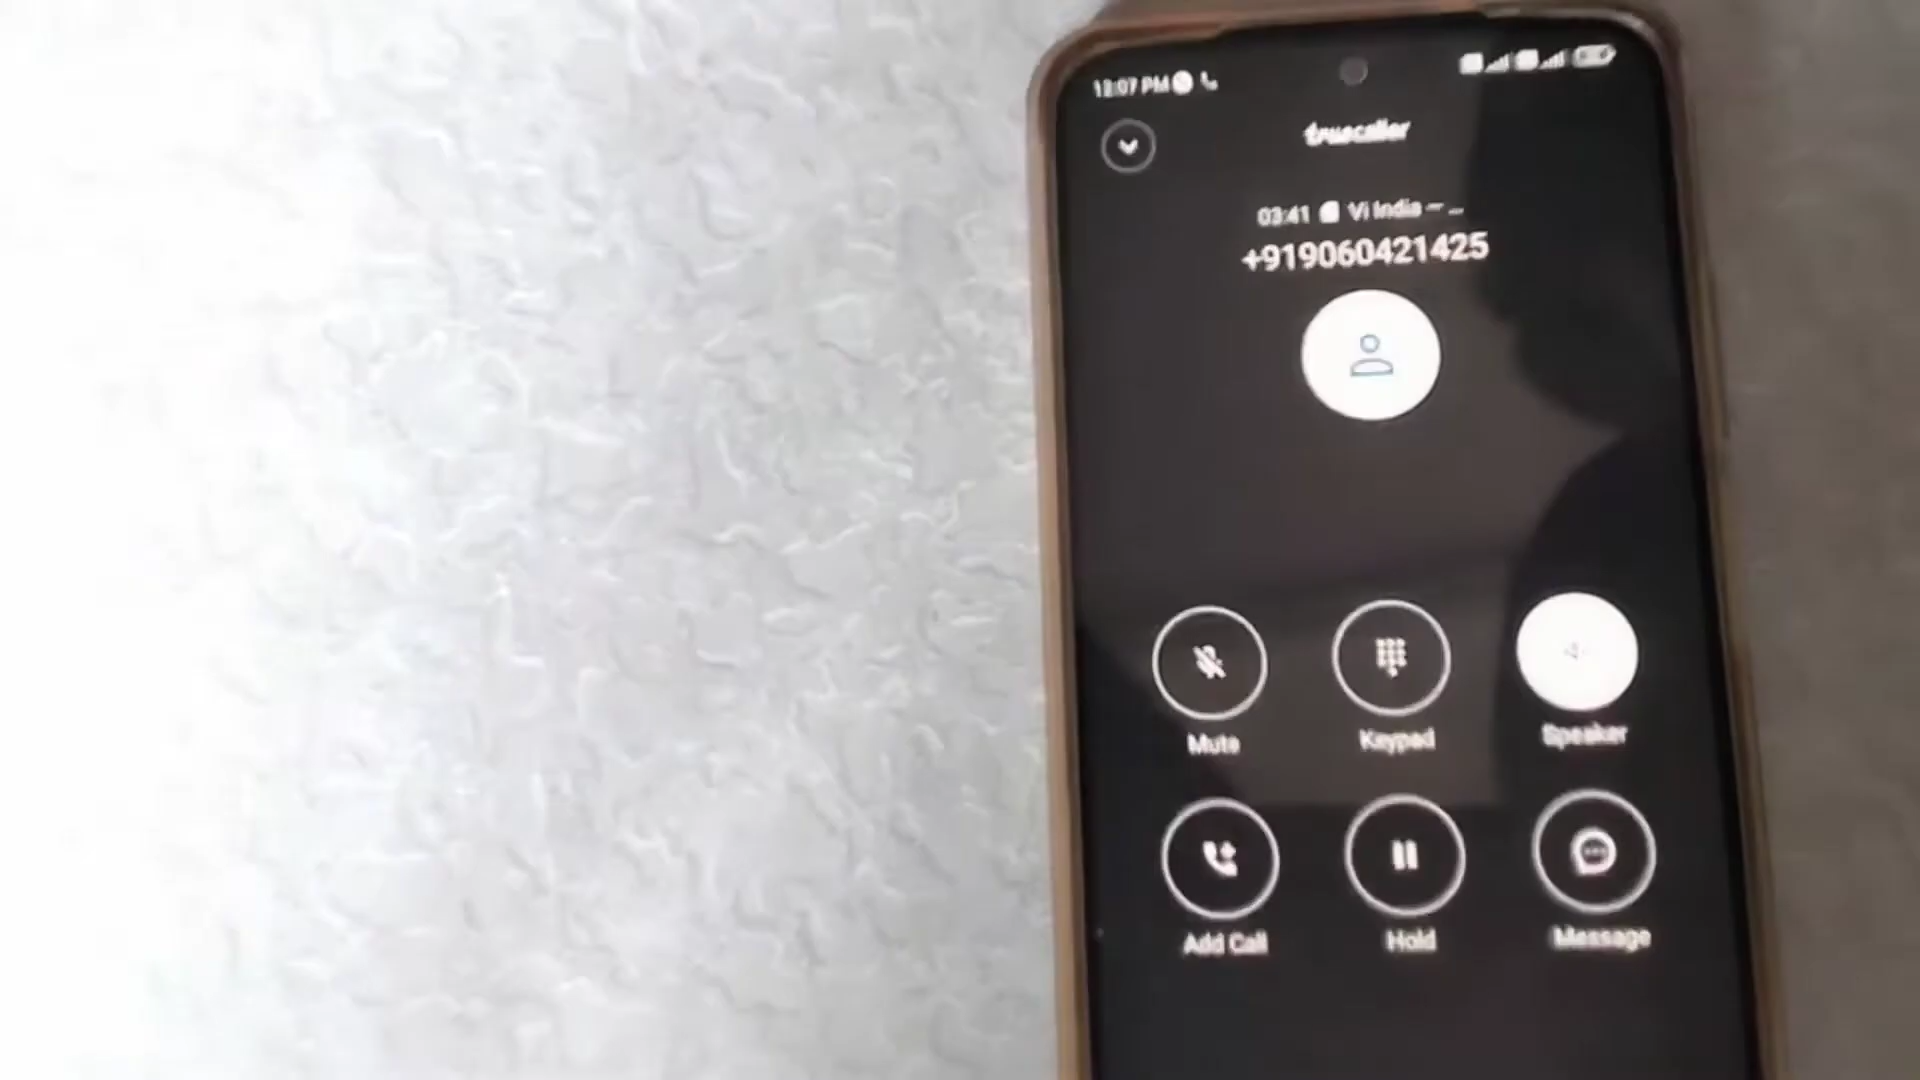 12:07 PM
truecaller
03:41 Vi India – ...
+919060421425
Mute Keypad Speaker
Add Call Hold Message